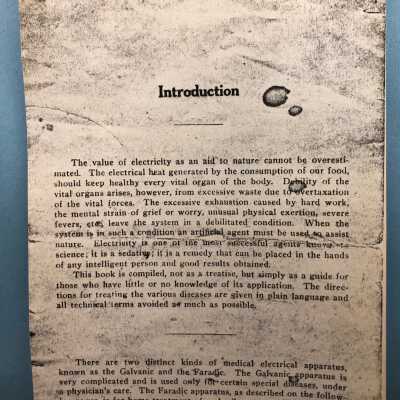 Introduction
The value of electricity as an aid to nature cannot be overesti-
mated. The electrical heat generated by the consumption of our food,
should keep healthy every vital organ of the body. Debility of the
vital organs arises, however, from excessive waste due to overtaxation
of the vital forces. The excessive exhaustion caused by hard work,
the mental strain of grief or worry, unusual physical exertion, severe
fevers, etc., leave the system in a debilitated condition. When the
system is in such a condition an artificial agent must be used to assist
nature. Electricity is one of the most successful agents known to
science; it is a sedative; it is a remedy that can be placed in the hands
of any intelligent person and good results obtained.
This book is compiled, not as a treatise, but simply as a guide for
those who have little or no knowledge of its application. The direc-
tions for treating the various diseases are given in plain language and
all technical terms avoided as much as possible.
There are two distinct kinds of medical electrical apparatus,
known as the Galvanic and the Faradic. The Galvanic apparatus is
very complicated and is used only for certain special diseases, under
a physician's care. The Faradic apparatus, as described on the follow-